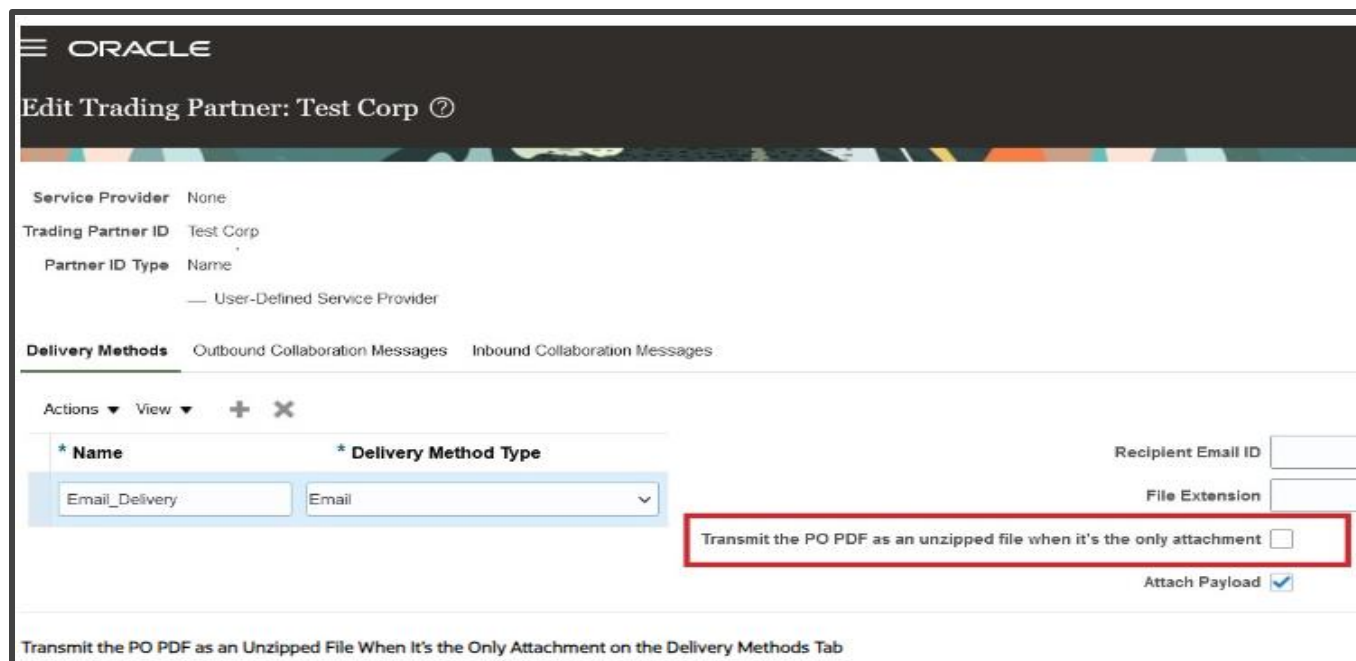 ORACLE
Edit Trading Partner: Test Corp ?
Service Provider None
Trading Partner ID Test Corp
Partner ID Type Name
— User-Defined Service Provider
Delivery Methods Outbound Collaboration Messages Inbound Collaboration Messages
Actions View
* Name * Delivery Method Type
Recipient Email ID
Email_Delivery Email
File Extension
Transmit the PO PDF as an unzipped file when it's the only attachment
Attach Payload
Transmit the PO PDF as an Unzipped File When It's the Only Attachment on the Delivery Methods Tab